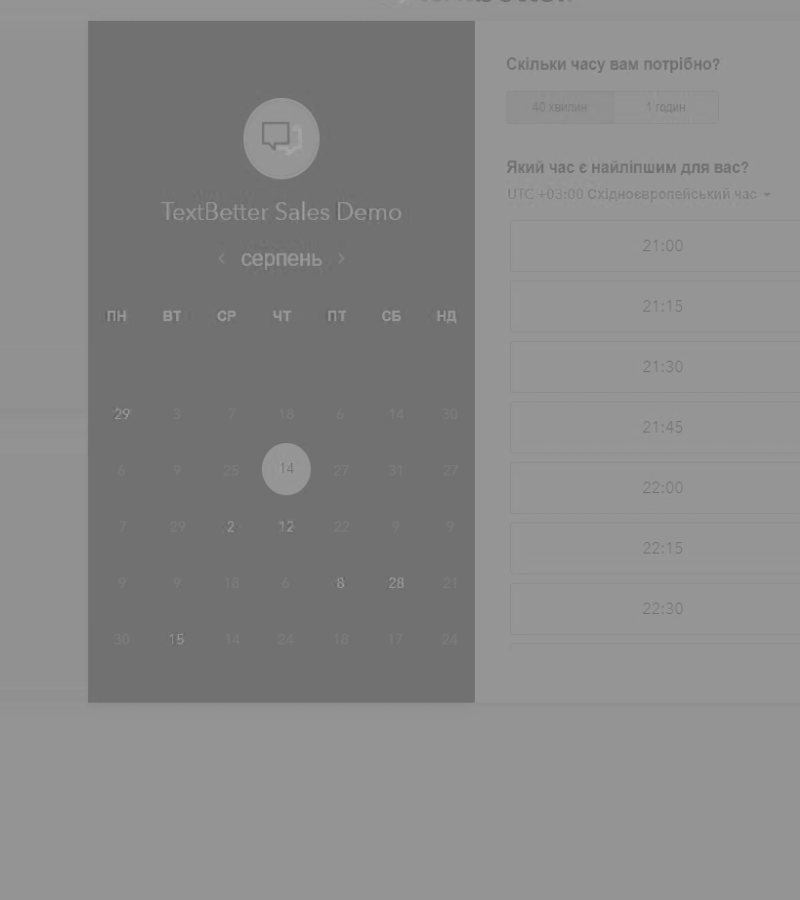 TextBetter Sales Demo
‹ серпень ›
ПН ВТ СР ЧТ ПТ СБ НД
29 3 7 18 6 14 30
6 9 25 14 27 31 27
7 29 2 12 22 9 9
9 9 18 6 8 28 21
30 15 14 24 18 17 24
Скільки часу вам потрібно?
40 хвилин 1 годин
Який час є найліпшим для вас?
UTC +03:00 Східноєвропейський час
21:00
21:15
21:30
21:45
22:00
22:15
22:30